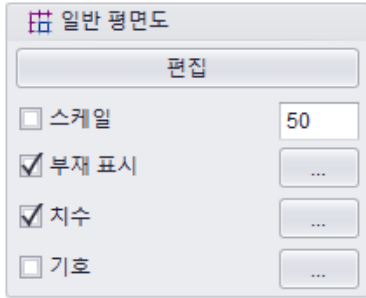 일반 평면도
편집
스케일 50
부재 표시 ...
치수 ...
기호 ...